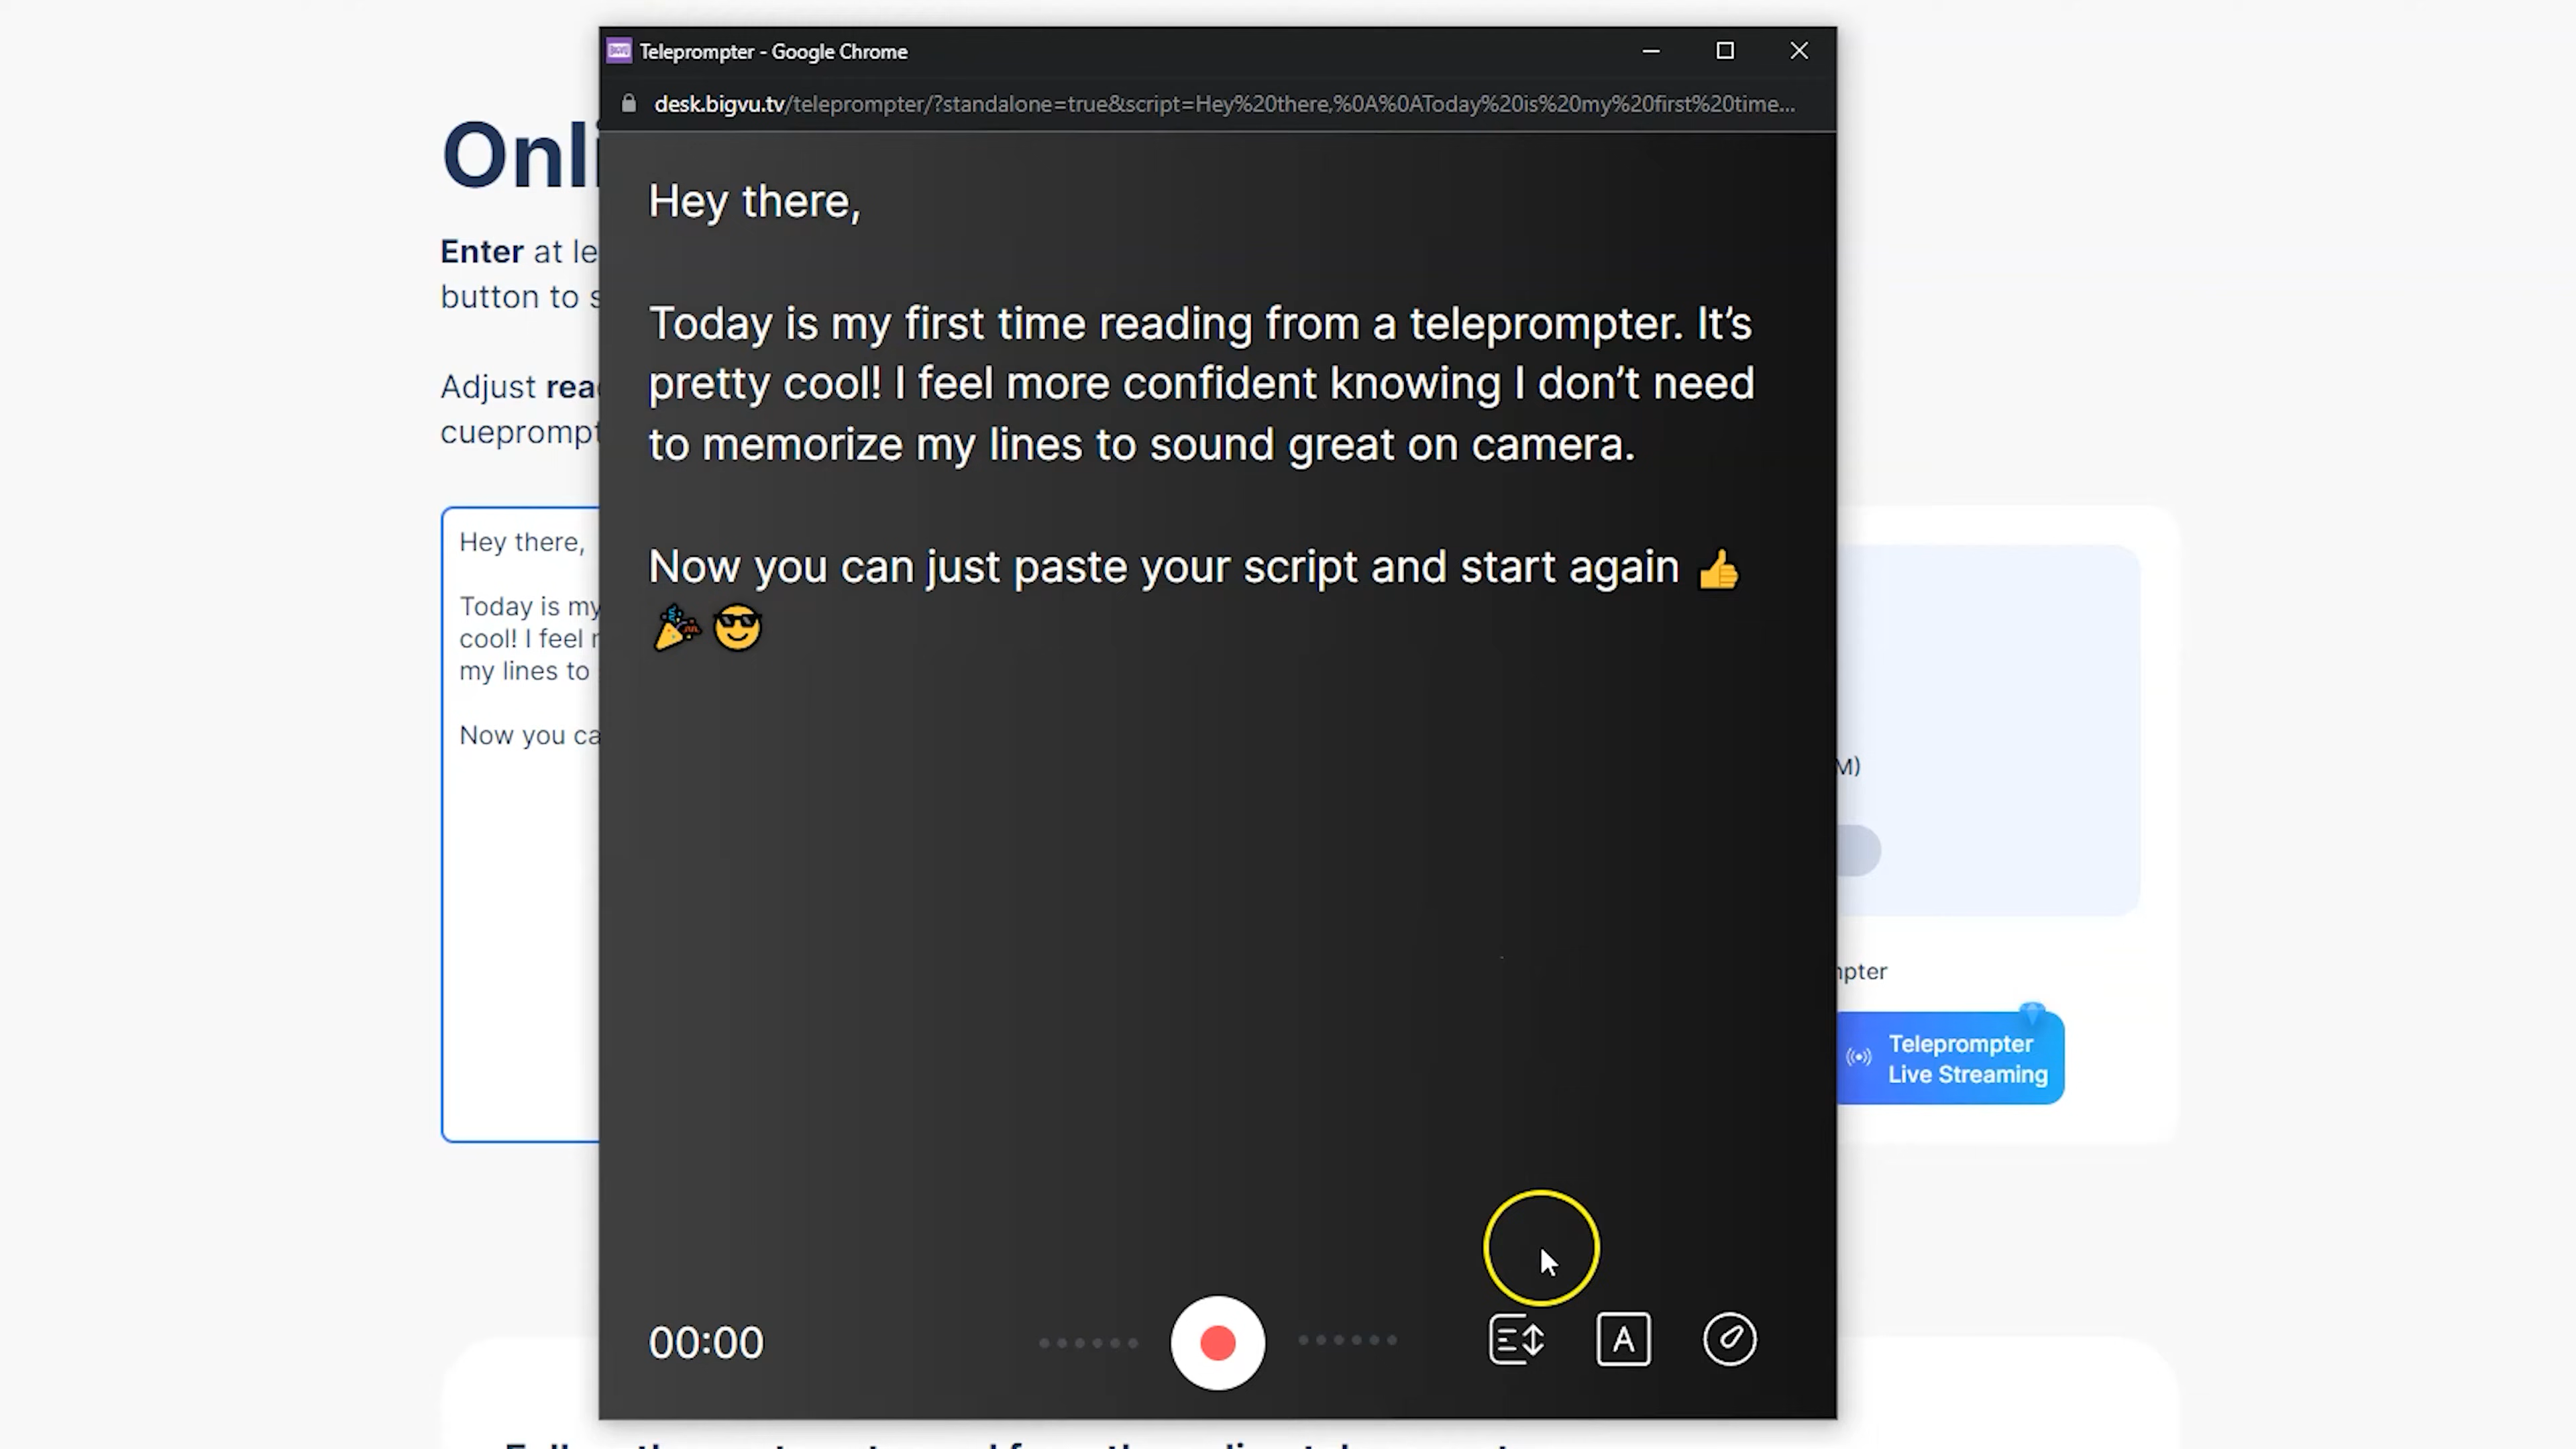 Teleprompter - Google Chrome
desk.bigvu.tv/teleprompter/?standalone=true&script=Hey%20there,%0A%0AToday%20is%20my%20first%20time...
Onli
Enter at le
button to s
Adjust rea
cueprompt
Hey there,
Today is my
cool! I feel r
my lines to
Now you ca
Hey there,
Today is my first time reading from a teleprompter. It’s
pretty cool! I feel more confident knowing I don’t need
to memorize my lines to sound great on camera.
Now you can just paste your script and start again 👍
🎉😎
00:00
A
M)
mpter
Teleprompter
Live Streaming